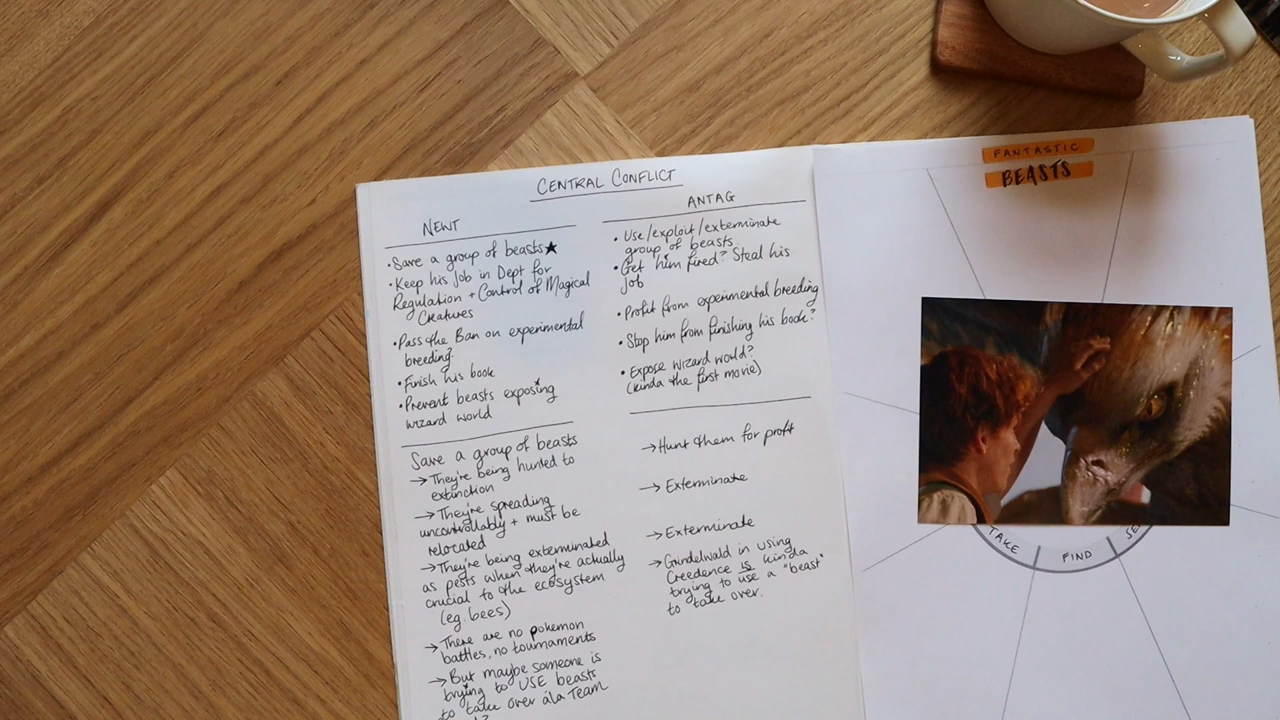 CENTRAL CONFLICT
NEWT
• Save a group of beasts ★
• Keep his job in Dept for
Regulation + Control of Magical
Creatures
• Pass the Ban on experimental
breeding?
• Finish his book
• Prevent beasts exposing
wizard world
Save a group of beasts
→ They're being hunted to
extinction
→ They're spreading
uncontrollably + must be
relocated
→ They're being exterminated
as pests when they're actually
crucial to the ecosystem
(eg. bees)
→ There are no pokemon
battles, no tournaments
→ But maybe someone is
trying to USE beasts
to take over ala Team
ANTAG
• Use/exploit/exterminate
group of beasts
• Get him fired? Steal his
job
• Profit from experimental breeding
• Stop him from finishing his book?
• Expose wizard world?
(kinda the first movie)
→ Hunt them for profit
→ Exterminate
→ Exterminate
→ Grindelwald in using
Creedence is kinda
trying to use a "beast"
to take over.
FANTASTIC
BEASTS
TAKE
FIND